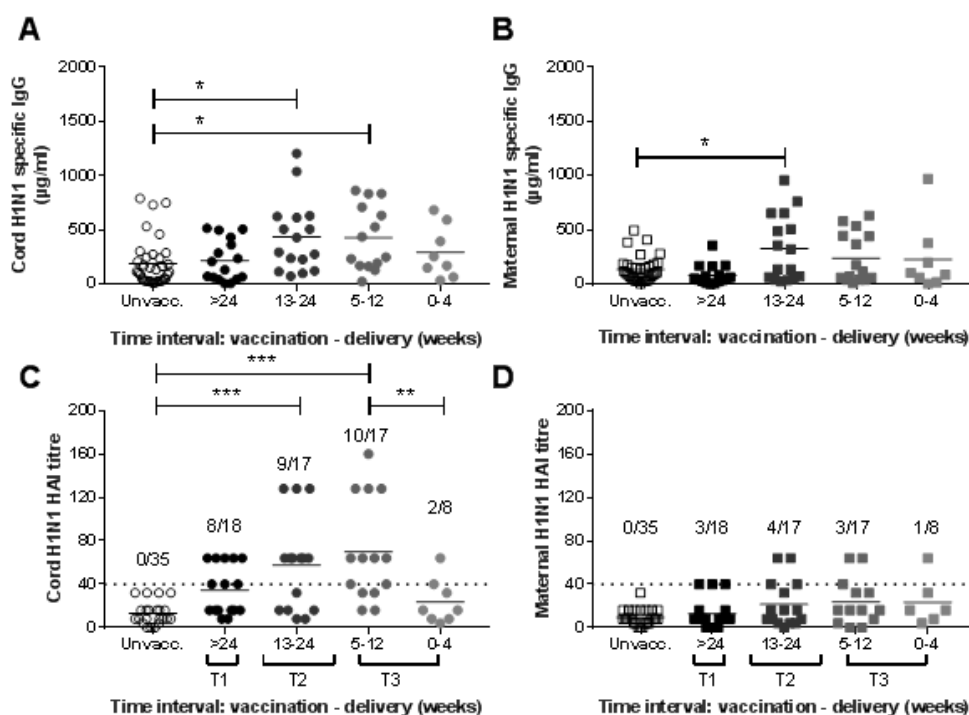 A
Cord H1N1 specific IgG
(µg/ml)
2000
1500
1000
500
0
*
*
Unvacc. >24 13-24 5-12 0-4
Time interval: vaccination - delivery (weeks)
B
Maternal H1N1 specific IgG
(µg/ml)
2000
1500
1000
500
0
*
Unvacc. >24 13-24 5-12 0-4
Time interval: vaccination - delivery (weeks)
C
Cord H1N1 HAI titre
200
160
120
80
40
0
***
***
**
0/35 8/18 9/17 10/17 2/8
Unvacc. >24 13-24 5-12 0-4
T1 T2 T3
Time interval: vaccination - delivery (weeks)
D
Maternal H1N1 HAI titre
200
160
120
80
40
0
0/35 3/18 4/17 3/17 1/8
Unvacc. >24 13-24 5-12 0-4
T1 T2 T3
Time interval: vaccination - delivery (weeks)